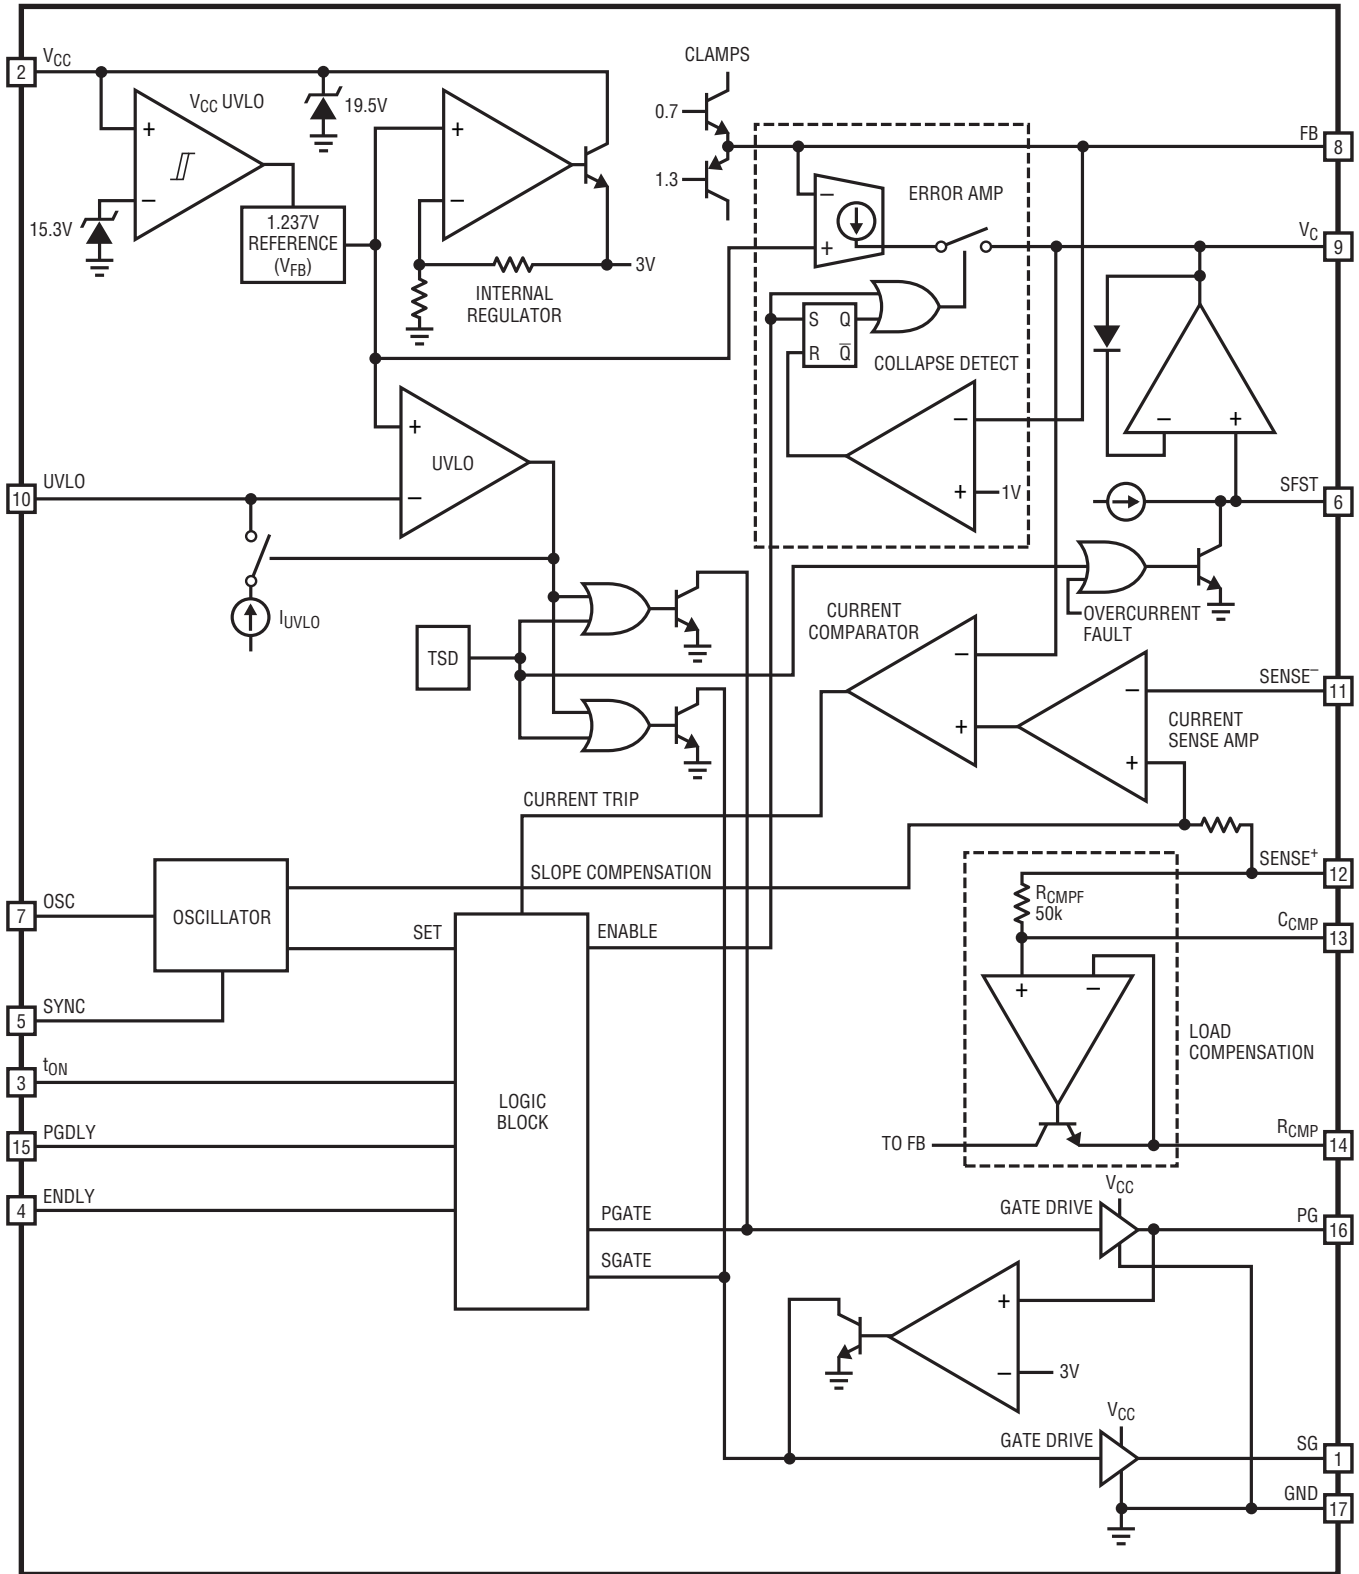 CLAMPS
2
VCC
VCC UVLO
19.5V
0.7
+
+
FB
8
1.3
ERROR AMP
−
−
−
15.3V
1.237V
REFERENCE
(VFB)
VC
9
+
3V
INTERNAL
REGULATOR
S Q
R Q̅
COLLAPSE DETECT
+
−
− +
UVLO
10
UVLO
−
+
1V
SFST
6
IUVLO
CURRENT
COMPARATOR
OVERCURRENT
FAULT
TSD
−
−
SENSE−
11
+
CURRENT
SENSE AMP
+
CURRENT TRIP
SLOPE COMPENSATION
SENSE+
12
RCMPF
50k
7
OSC
OSCILLATOR
SET
ENABLE
CCMP
13
+ −
5
SYNC
LOAD
COMPENSATION
3
tON
LOGIC
BLOCK
15
PGDLY
TO FB
RCMP
14
4
ENDLY
VCC
PGATE
GATE DRIVE
PG
16
SGATE
+
−
3V
VCC
GATE DRIVE
SG
1
GND
17